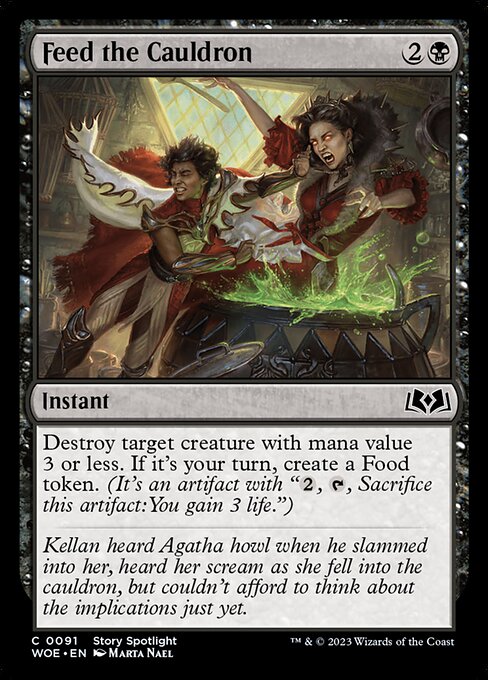 Feed the Cauldron 2
Instant
Destroy target creature with mana value
3 or less. If it's your turn, create a Food
token. (It's an artifact with "2, , Sacrifice
this artifact: You gain 3 life.")
Kellan heard Agatha howl when he slammed
into her, heard her scream as she fell into the
cauldron, but couldn't afford to think about
the implications just yet.
C 0091 Story Spotlight
WOE • EN Marta Nael
™ & © 2023 Wizards of the Coast